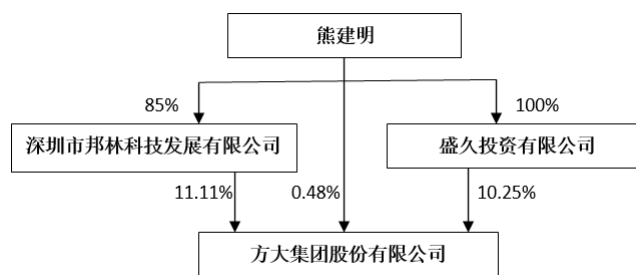 熊建明
85%
100%
深圳市邦林科技发展有限公司
盛久投资有限公司
11.11%
0.48%
10.25%
方大集团股份有限公司